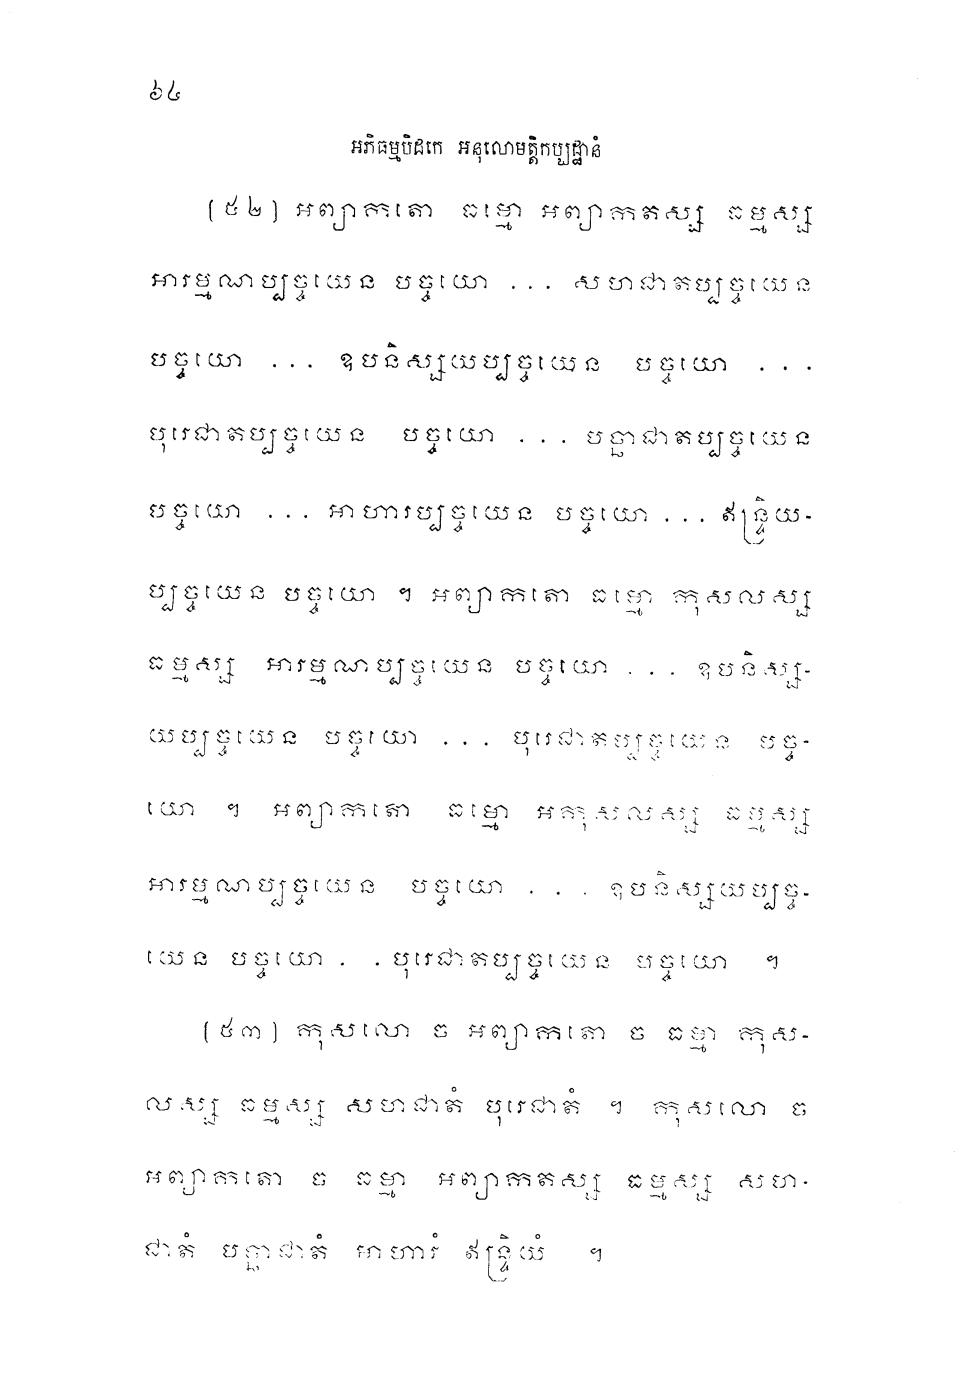 ៦៤
អភិធម្មបិដកេ អនុលោមត្តិកប្បដ្ឋានំ
(៥២) អព្យាកតោ ធម្មោ អព្យាកតស្ស ធម្មស្ស
អារម្មណប្បច្ចយេន បច្ចយោ ... សហជាតប្បច្ចយេន
បច្ចយោ ... ឧបនិស្សយប្បច្ចយេន បច្ចយោ ...
បុរេជាតប្បច្ចយេន បច្ចយោ ... បច្ឆាជាតប្បច្ចយេន
បច្ចយោ ... អាហារប្បច្ចយេន បច្ចយោ ... ឥន្ទ្រិយ-
ប្បច្ចយេន បច្ចយោ ។ អព្យាកតោ ធម្មោ កុសលស្ស
ធម្មស្ស អារម្មណប្បច្ចយេន បច្ចយោ ... ឧបនិស្ស-
យប្បច្ចយេន បច្ចយោ ... បុរេជាតប្បច្ចយេន បច្ច-
យោ ។ អព្យាកតោ ធម្មោ អកុសលស្ស ធម្មស្ស
អារម្មណប្បច្ចយេន បច្ចយោ ... ឧបនិស្សយប្បច្ច-
យេន បច្ចយោ . . បុរេជាតប្បច្ចយេន បច្ចយោ ។
(៥៣) កុសលោ ច អព្យាកតោ ច ធម្មា កុស-
លស្ស ធម្មស្ស សហជាតំ បុរេជាតំ ។ កុសលោ ច
អព្យាកតោ ច ធម្មា អព្យាកតស្ស ធម្មស្ស សហ-
ជាតំ បច្ឆាជាតំ អាហារំ ឥន្ទ្រិយំ ។